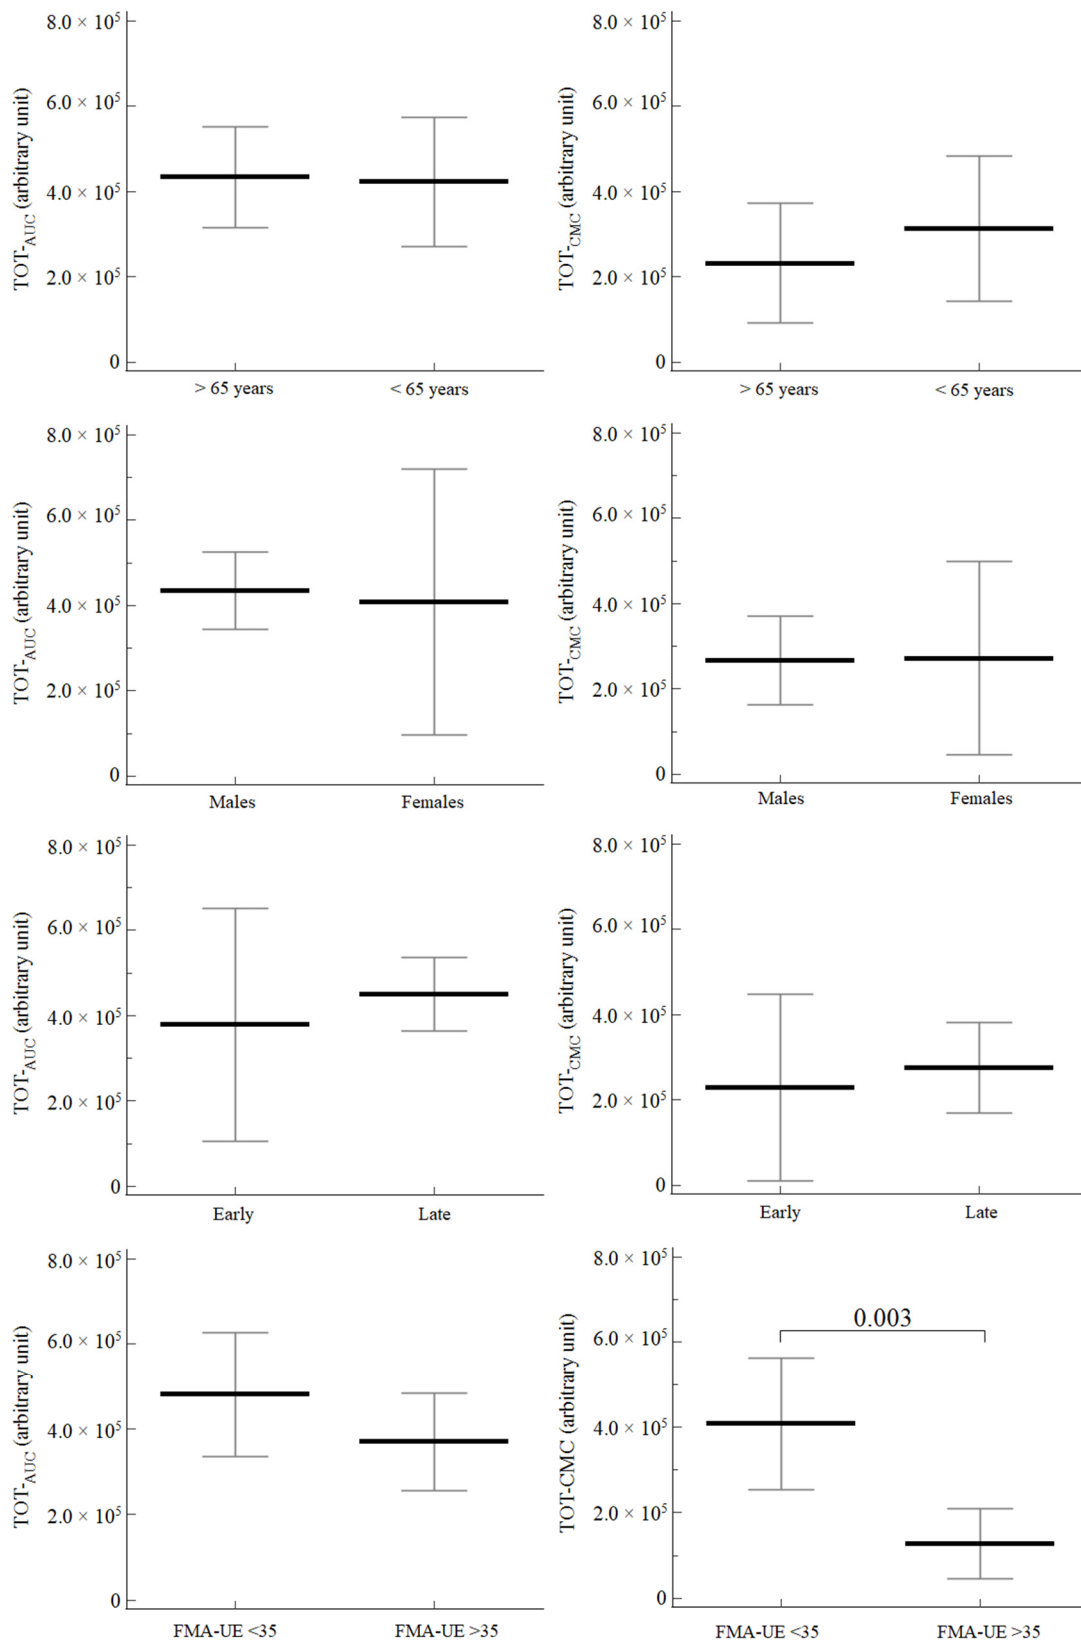 8.0 × 10⁵
6.0 × 10⁵
4.0 × 10⁵
2.0 × 10⁵
0
TOT-AUC (arbitrary unit)
> 65 years
< 65 years
8.0 × 10⁵
6.0 × 10⁵
4.0 × 10⁵
2.0 × 10⁵
0
TOT-CMC (arbitrary unit)
> 65 years
< 65 years
8.0 × 10⁵
6.0 × 10⁵
4.0 × 10⁵
2.0 × 10⁵
0
TOT-AUC (arbitrary unit)
Males
Females
8.0 × 10⁵
6.0 × 10⁵
4.0 × 10⁵
2.0 × 10⁵
0
TOT-CMC (arbitrary unit)
Males
Females
8.0 × 10⁵
6.0 × 10⁵
4.0 × 10⁵
2.0 × 10⁵
0
TOT-AUC (arbitrary unit)
Early
Late
8.0 × 10⁵
6.0 × 10⁵
4.0 × 10⁵
2.0 × 10⁵
0
TOT-CMC (arbitrary unit)
Early
Late
8.0 × 10⁵
6.0 × 10⁵
4.0 × 10⁵
2.0 × 10⁵
0
TOT-AUC (arbitrary unit)
FMA-UE <35
FMA-UE >35
8.0 × 10⁵
6.0 × 10⁵
4.0 × 10⁵
2.0 × 10⁵
0
TOT-CMC (arbitrary unit)
0.003
FMA-UE <35
FMA-UE >35